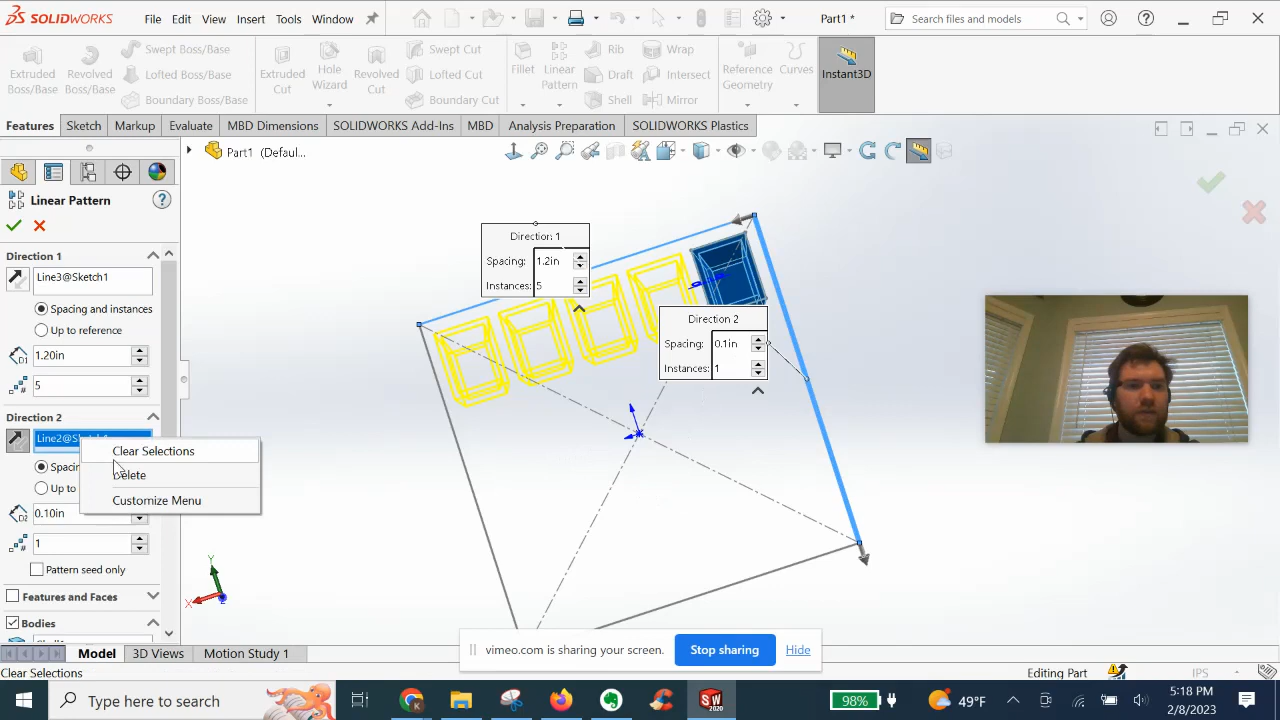 SOLIDWORKS File Edit View Insert Tools Window Part1 * Search files and models
Extruded Boss/Base
Revolved Boss/Base
Swept Boss/Base
Lofted Boss/Base
Boundary Boss/Base
Extruded Cut
Hole Wizard
Revolved Cut
Swept Cut
Lofted Cut
Boundary Cut
Fillet
Linear Pattern
Rib
Draft
Shell
Wrap
Intersect
Mirror
Reference Geometry
Curves
Instant3D
Features Sketch Markup Evaluate MBD Dimensions SOLIDWORKS Add-Ins MBD Analysis Preparation SOLIDWORKS Plastics
Part1 (Defaul...
Linear Pattern
Direction 1
Line3@Sketch1
Spacing and instances
Up to reference
D1
1.20in
5
Direction 2
Clear Selections
Delete
Customize Menu
D2
0.10in
1
Pattern seed only
Features and Faces
Bodies
Direction 1
Spacing: 1.2in
Instances: 5
Direction 2
Spacing: 0.1in
Instances: 1
Y
X
Z
Model 3D Views Motion Study 1
vimeo.com is sharing your screen. Stop sharing Hide
Clear Selections
Editing Part
IPS
Type here to search
SW
2020
98%
49°F
5:18 PM
2/8/2023